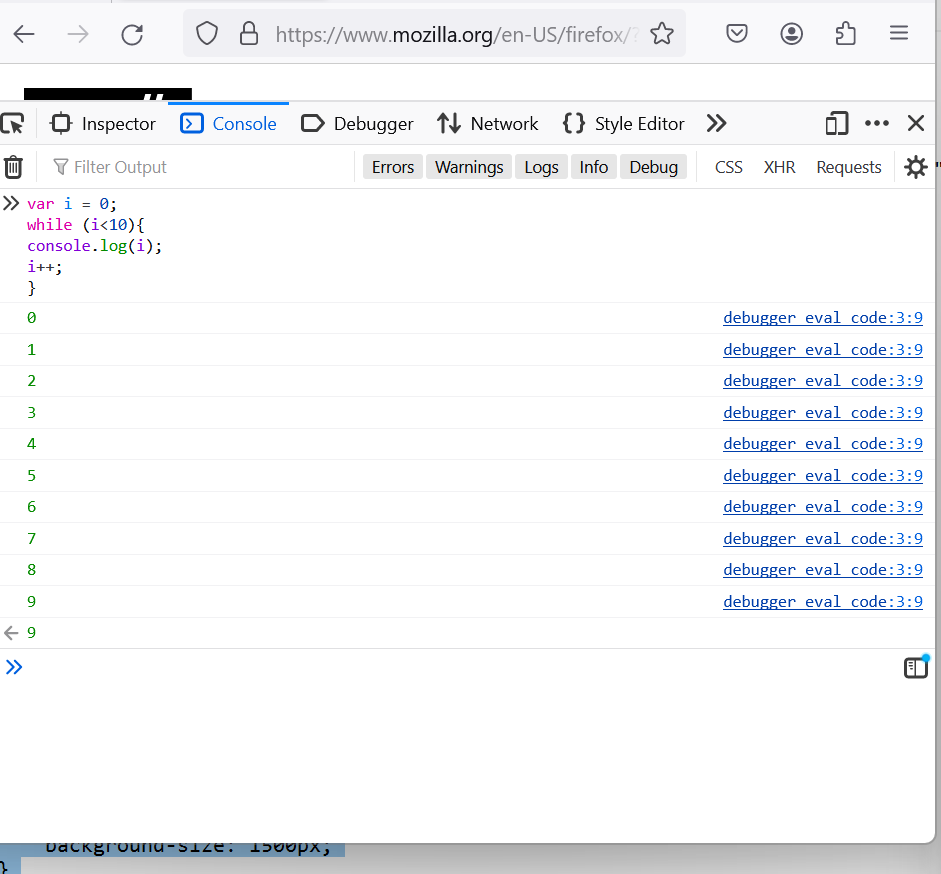 https://www.mozilla.org/en-US/firefox/?
Inspector Console Debugger Network Style Editor
Filter Output Errors Warnings Logs Info Debug CSS XHR Requests
var i = 0;
while (i<10){
console.log(i);
i++;
}
0 debugger eval code:3:9
1 debugger eval code:3:9
2 debugger eval code:3:9
3 debugger eval code:3:9
4 debugger eval code:3:9
5 debugger eval code:3:9
6 debugger eval code:3:9
7 debugger eval code:3:9
8 debugger eval code:3:9
9 debugger eval code:3:9
9
background-size: 1500px;
}